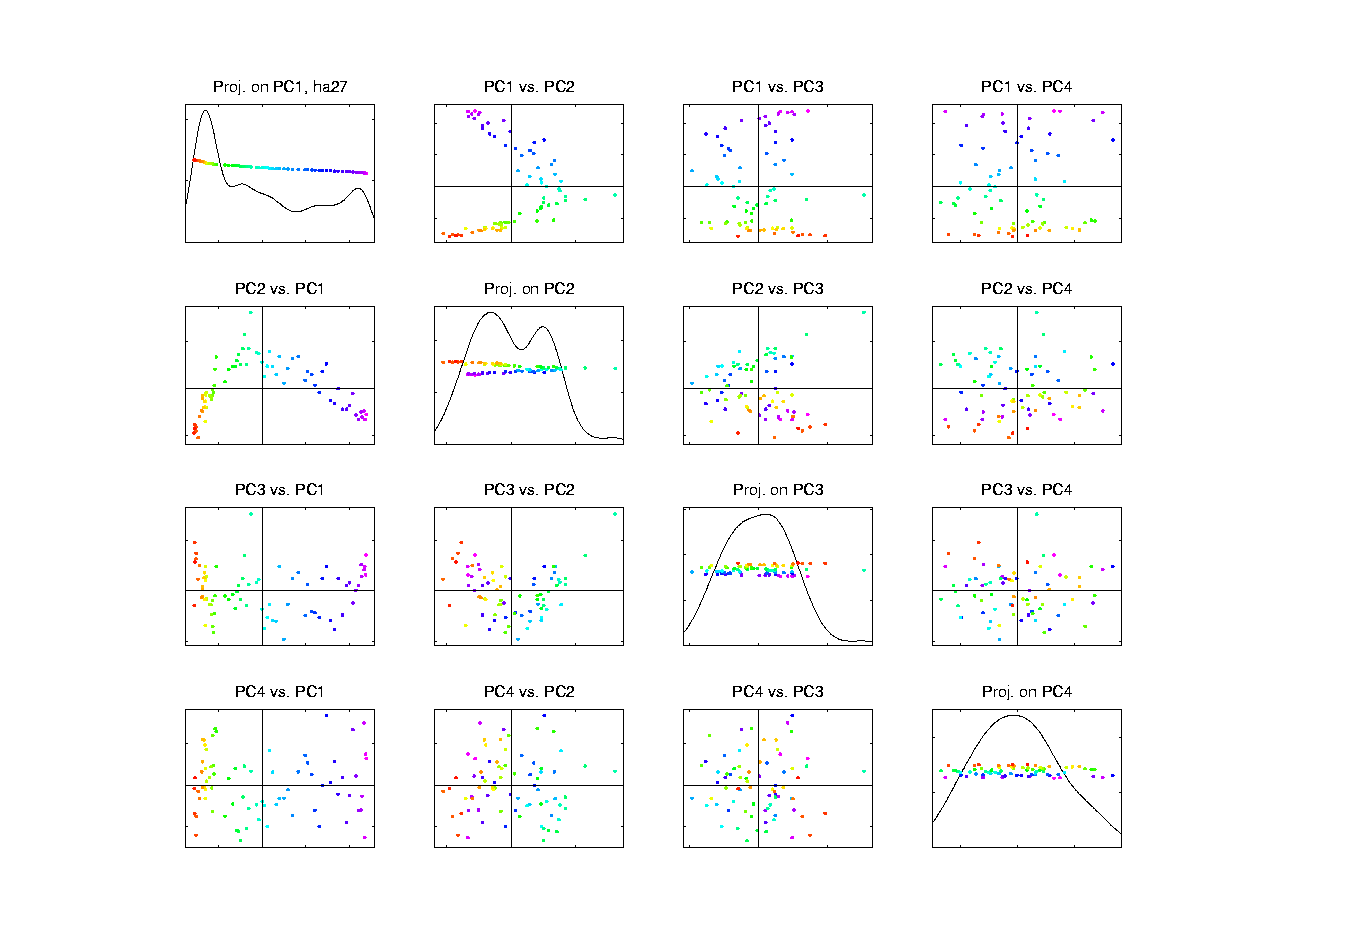 Proj. on PC1, ha27
PC1 vs. PC2
PC1 vs. PC3
PC1 vs. PC4
PC2 vs. PC1
Proj. on PC2
PC2 vs. PC3
PC2 vs. PC4
PC3 vs. PC1
PC3 vs. PC2
Proj. on PC3
PC3 vs. PC4
PC4 vs. PC1
PC4 vs. PC2
PC4 vs. PC3
Proj. on PC4